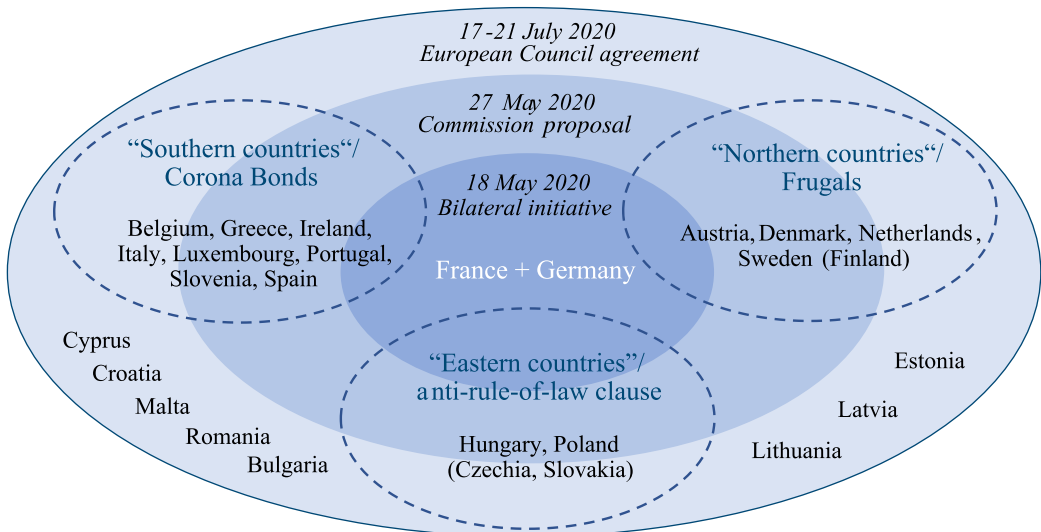 17-21 July 2020
European Council agreement
27 May 2020
Commission proposal
“Southern countries“/
Corona Bonds
Belgium, Greece, Ireland,
Italy, Luxembourg, Portugal,
Slovenia, Spain
18 May 2020
Bilateral initiative
France + Germany
“Northern countries“/
Frugals
Austria, Denmark, Netherlands,
Sweden (Finland)
“Eastern countries”/
anti-rule-of-law clause
Hungary, Poland
(Czechia, Slovakia)
Cyprus
Croatia
Malta
Romania
Bulgaria
Estonia
Latvia
Lithuania